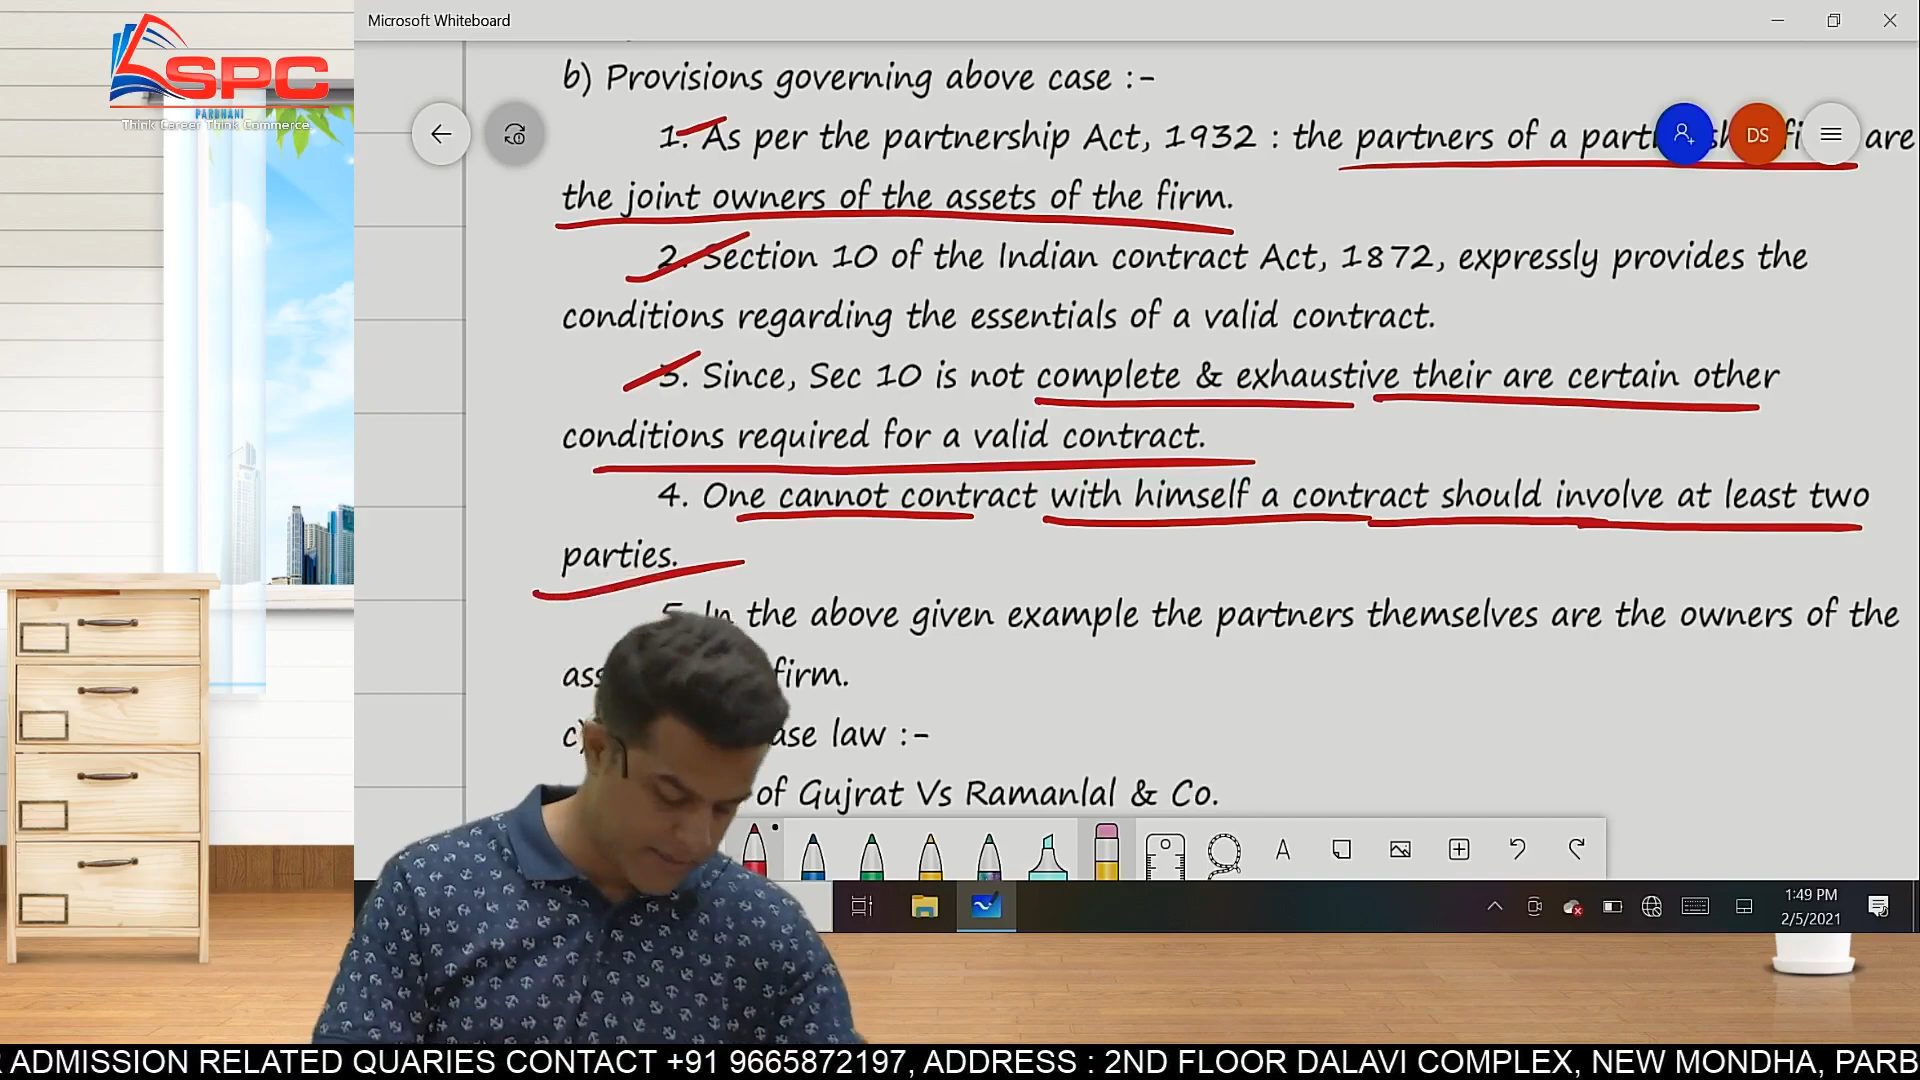 Microsoft Whiteboard
SPC
PARBHANI
Think Career Think Commerce.
b) Provisions governing above case :-
1. As per the partnership Act, 1932 : the partners of a are
DS
the joint owners of the assets of the firm.
2. Section 10 of the Indian contract Act, 1872, expressly provides the
conditions regarding the essentials of a valid contract.
3. Since, Sec 10 is not complete & exhaustive their are certain other
conditions required for a valid contract.
4. One cannot contract with himself a contract should involve at least two
parties.
5. In the above given example the partners themselves are the owners of the
firm.
law :-
of Gujrat Vs Ramanlal & Co.
A
1:49 PM
2/5/2021
ADMISSION RELATED QUARIES CONTACT +91 9665872197, ADDRESS : 2ND FLOOR DALAVI COMPLEX, NEW MONDHA, PARB